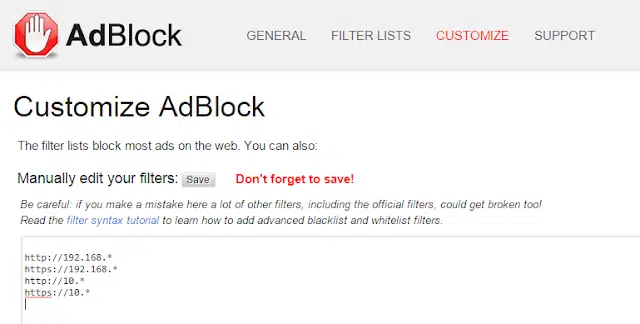 AdBlock GENERAL FILTER LISTS CUSTOMIZE SUPPORT
Customize AdBlock
The filter lists block most ads on the web. You can also:
Manually edit your filters: Save Don't forget to save!
Be careful: if you make a mistake here a lot of other filters, including the official filters, could get broken too!
Read the filter syntax tutorial to learn how to add advanced blacklist and whitelist filters.
http://192.168.*
https://192.168.*
http://10.*
https://10.*